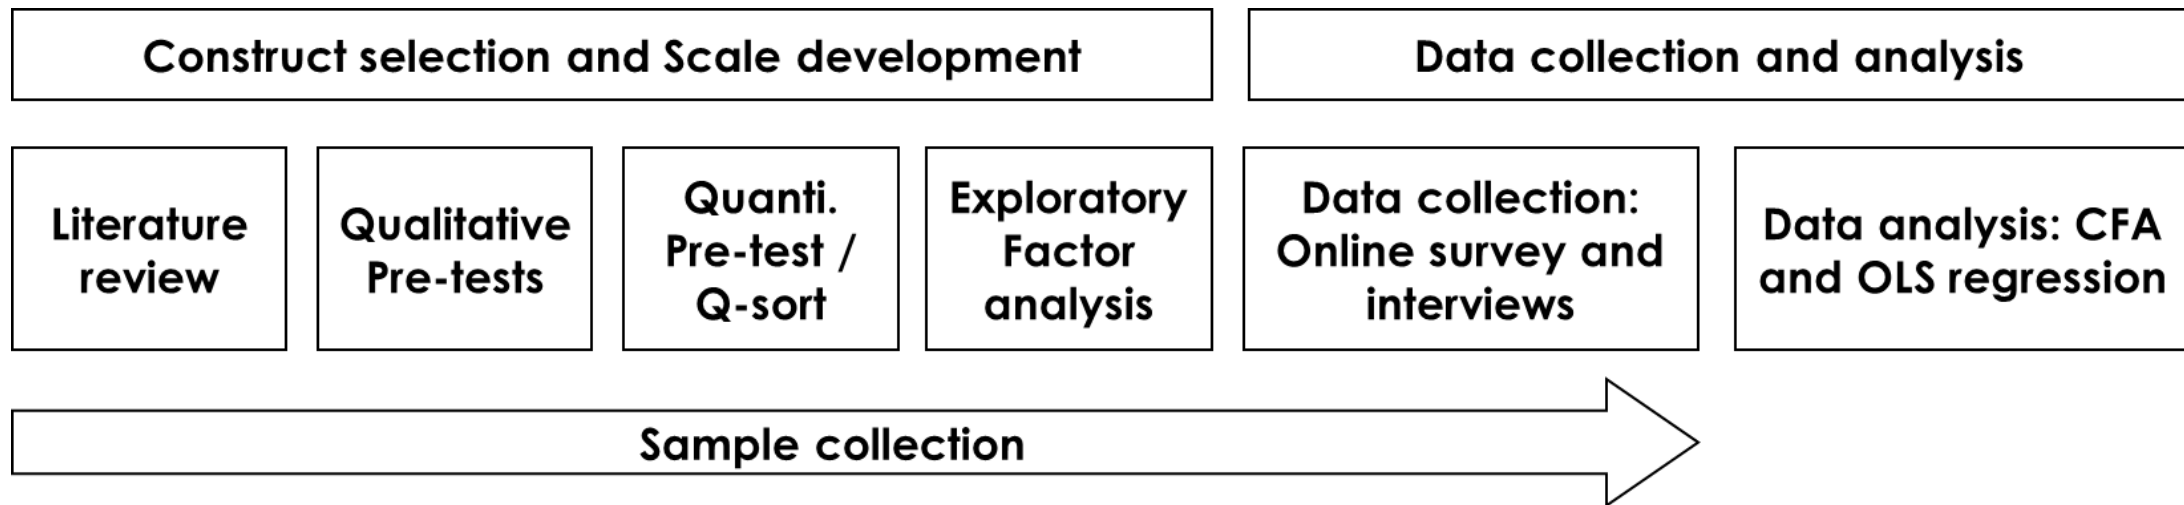 Construct selection and Scale development
Data collection and analysis
Literature
review
Qualitative
Pre-tests
Quanti.
Pre-test /
Q-sort
Exploratory
Factor
analysis
Data collection:
Online survey and
interviews
Data analysis: CFA
and OLS regression
Sample collection